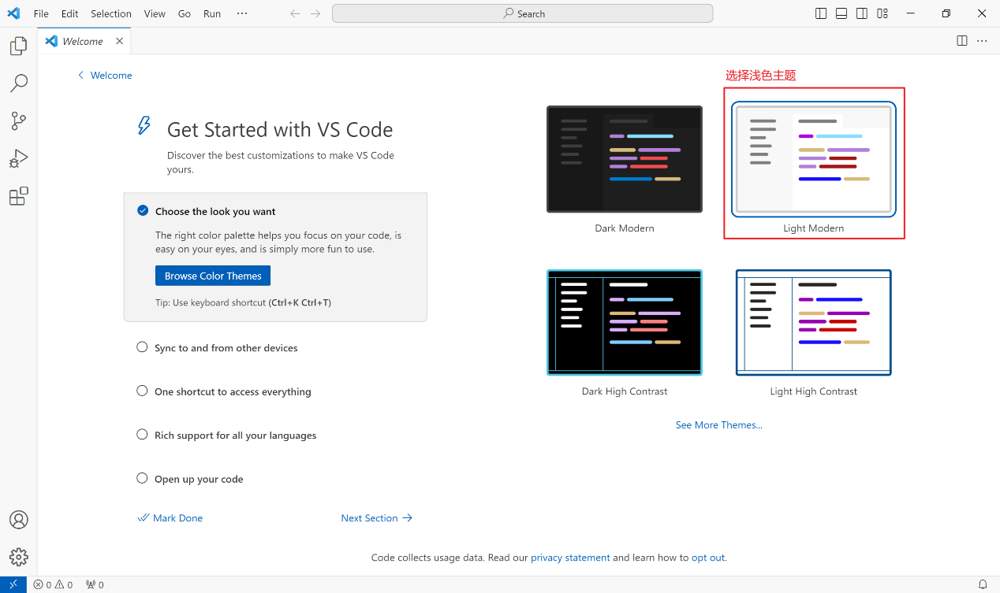 File Edit Selection View Go Run ···
Search
Welcome
Welcome
选择浅色主题
Get Started with VS Code
Discover the best customizations to make VS Code
yours.
Choose the look you want
The right color palette helps you focus on your code, is
easy on your eyes, and is simply more fun to use.
Browse Color Themes
Tip: Use keyboard shortcut (Ctrl+K Ctrl+T)
Sync to and from other devices
One shortcut to access everything
Rich support for all your languages
Open up your code
Mark Done
Next Section
Dark Modern
Light Modern
Dark High Contrast
Light High Contrast
See More Themes...
Code collects usage data. Read our privacy statement and learn how to opt out.
0 0 0